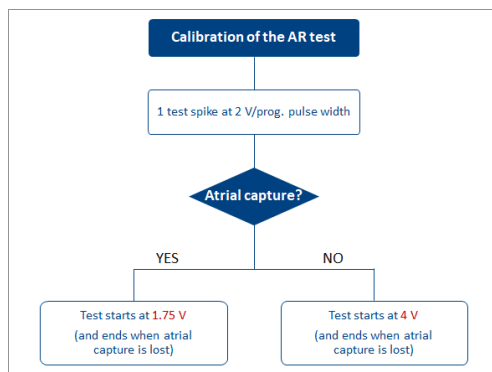 Calibration of the AR test
1 test spike at 2 V/prog. pulse width
Atrial capture?
YES
NO
Test starts at 1.75 V
(and ends when atrial
capture is lost)
Test starts at 4 V
(and ends when atrial
capture is lost)